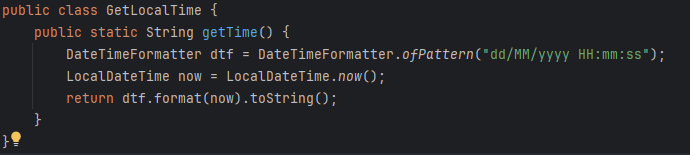 public class GetLocalTime {
    public static String getTime() {
        DateTimeFormatter dtf = DateTimeFormatter.ofPattern("dd/MM/yyyy HH:mm:ss");
        LocalDateTime now = LocalDateTime.now();
        return dtf.format(now).toString();
    }
}